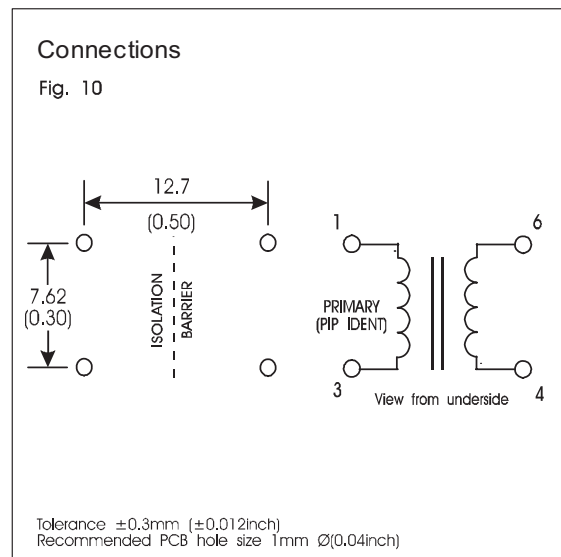 Connections
Fig. 10
12.7
(0.50)
7.62
(0.30)
ISOLATION
BARRIER
1
6
PRIMARY
(PIP IDENT)
3
4
View from underside
Tolerance ±0.3mm (±0.012inch)
Recommended PCB hole size 1mm Ø(0.04inch)